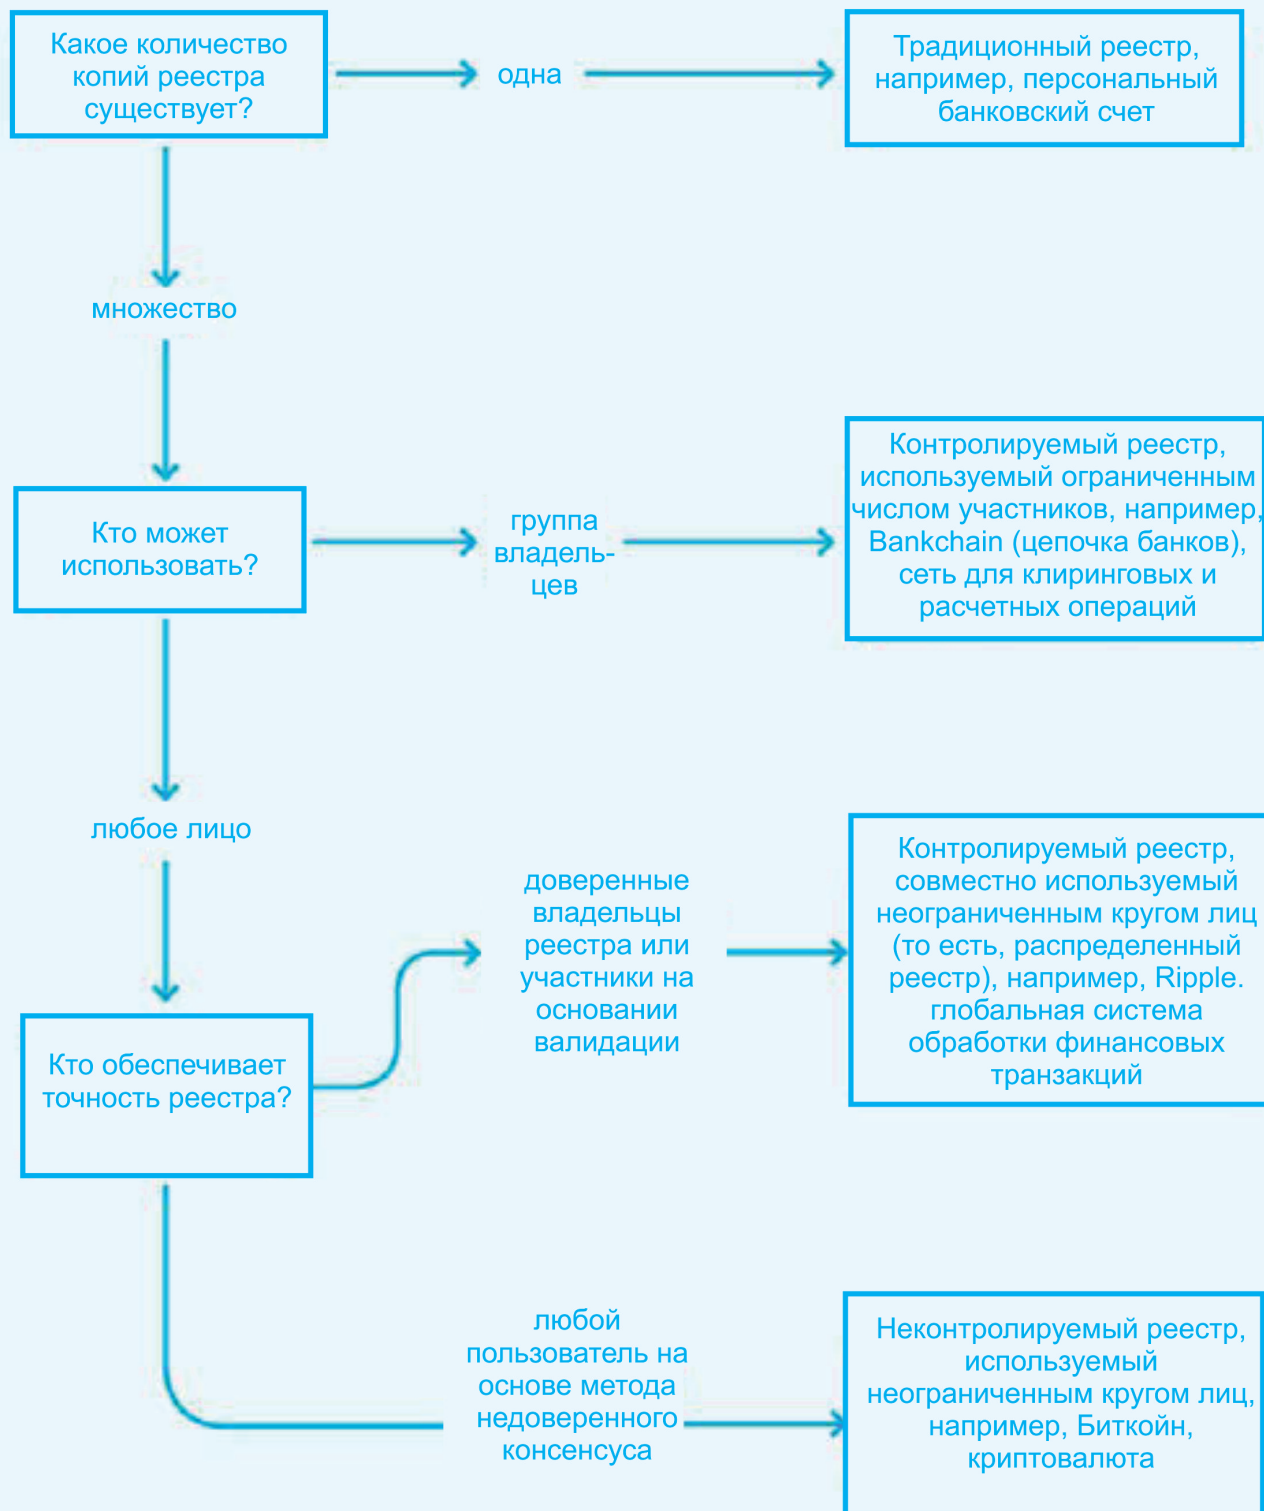 Какое количество
копий реестра
существует?
одна
Традиционный реестр,
например, персональный
банковский счет
множество
Кто может
использовать?
группа
владель-
цев
Контролируемый реестр,
используемый ограниченным
числом участников, например,
Bankchain (цепочка банков),
сеть для клиринговых и
расчетных операций
любое лицо
Кто обеспечивает
точность реестра?
доверенные
владельцы
реестра или
участники на
основании
валидации
Контролируемый реестр,
совместно используемый
неограниченным кругом лиц
(то есть, распределенный
реестр), например, Ripple.
глобальная система
обработки финансовых
транзакций
любой
пользователь на
основе метода
недоверенного
консенсуса
Неконтролируемый реестр,
используемый
неограниченным кругом лиц,
например, Биткойн,
криптовалюта